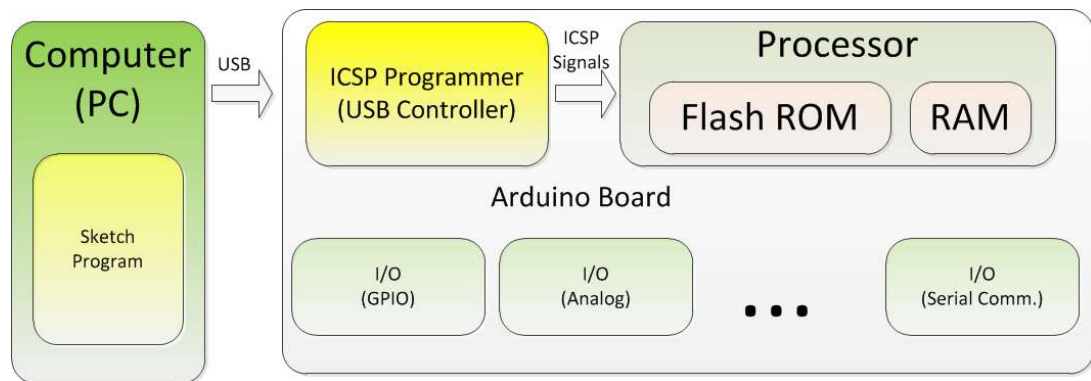 Computer
(PC)
Sketch
Program
USB
ICSP Programmer
(USB Controller)
ICSP
Signals
Processor
Flash ROM
RAM
Arduino Board
I/O
(GPIO)
I/O
(Analog)
...
I/O
(Serial Comm.)